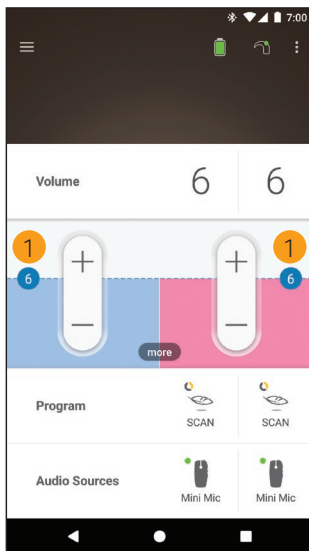 7:00
Volume 6 6
1 1
6 6
+ +
− −
more
Program
SCAN SCAN
Audio Sources
Mini Mic Mini Mic